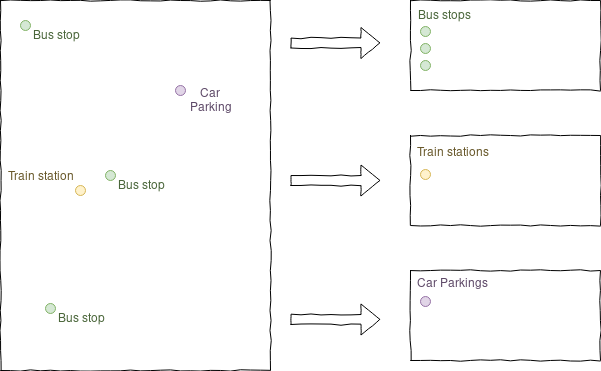 Bus stop
Car
Parking
Train station
Bus stop
Bus stop
Bus stops
Train stations
Car Parkings